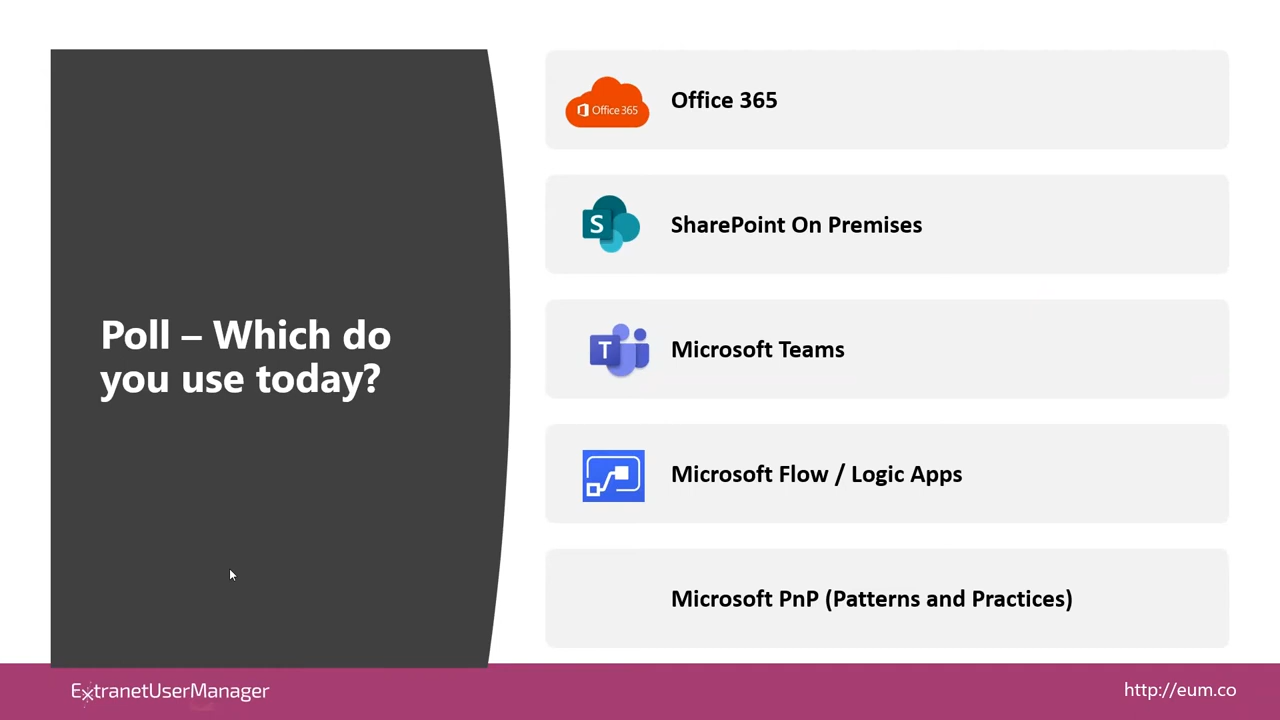 Poll – Which do
you use today?
Office 365
Office 365
S
SharePoint On Premises
T
Microsoft Teams
Microsoft Flow / Logic Apps
Microsoft PnP (Patterns and Practices)
ExtranetUserManager
http://eum.co